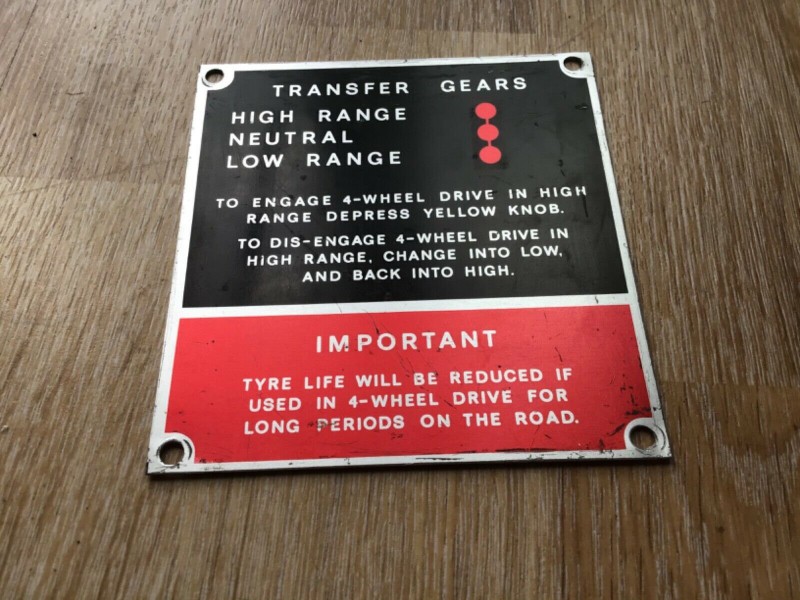 TRANSFER GEARS
HIGH RANGE
NEUTRAL
LOW RANGE
TO ENGAGE 4-WHEEL DRIVE IN HIGH
RANGE DEPRESS YELLOW KNOB.
TO DIS-ENGAGE 4-WHEEL DRIVE IN
HIGH RANGE, CHANGE INTO LOW,
AND BACK INTO HIGH.
IMPORTANT
TYRE LIFE WILL BE REDUCED IF
USED IN 4-WHEEL DRIVE FOR
LONG PERIODS ON THE ROAD.